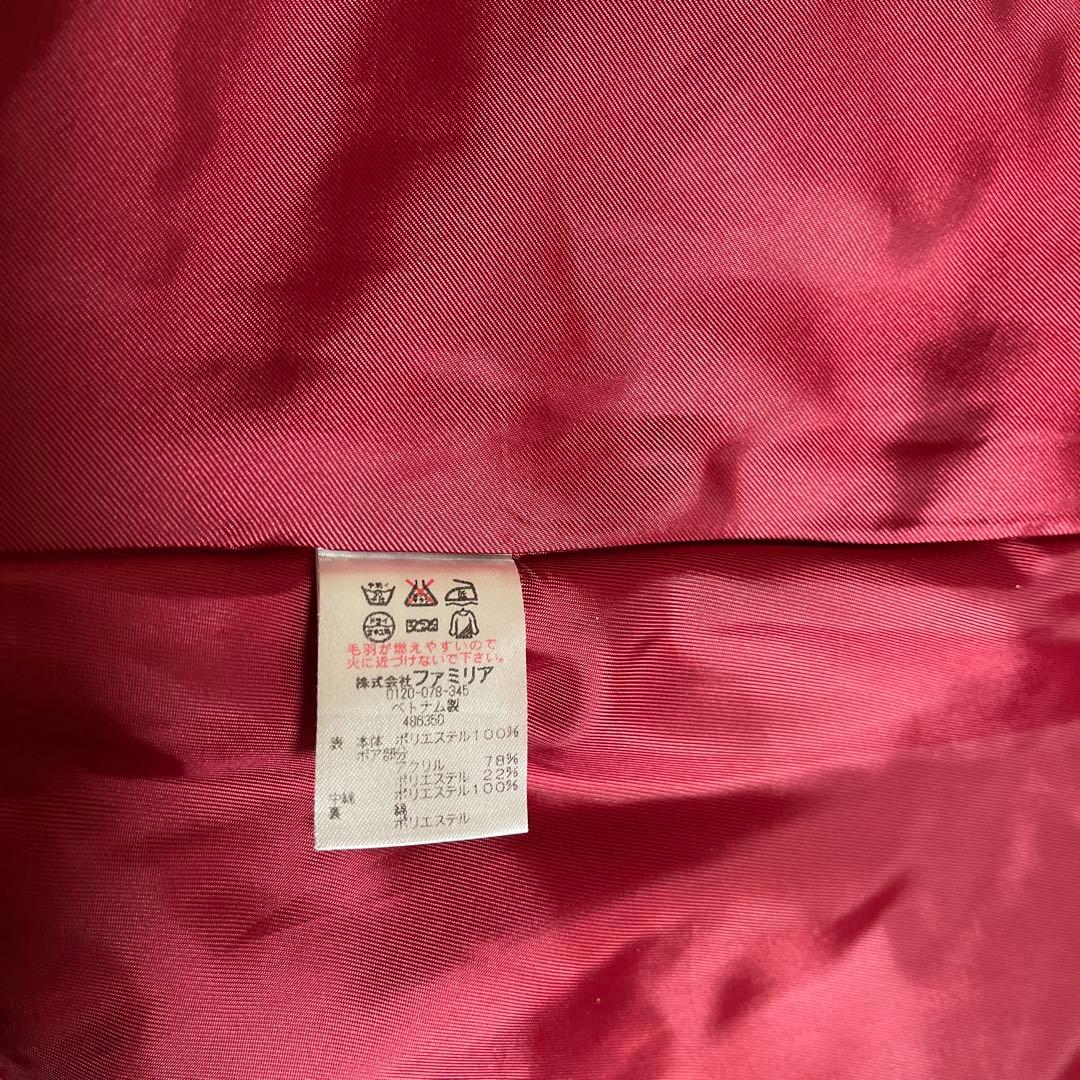 毛羽が燃えやすいので
火に近づけないで下さい。
株式会社ファミリア
0120-078-345
ベトナム製
486350
表 本体 ポリエステル100%
ボア部分
アクリル 78%
ポリエステル 22%
中綿 ポリエステル100%
裏 綿
ポリエステル